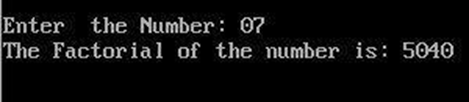 Enter  the Number: 07
The Factorial of the number is: 5040